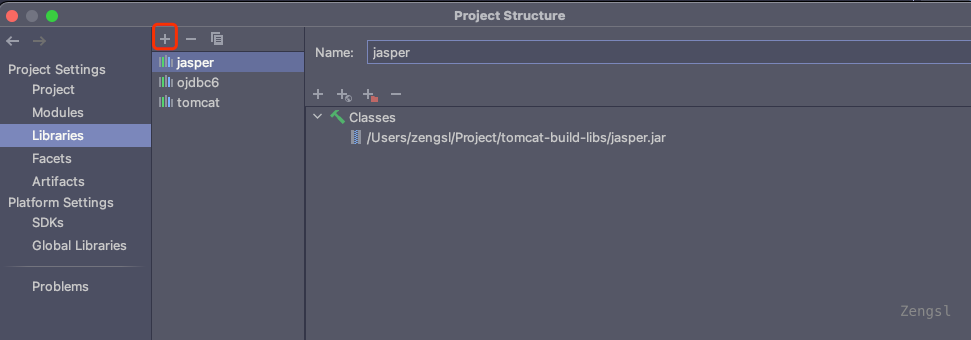 Project Structure
Project Settings
Project
Modules
Libraries
Facets
Artifacts
Platform Settings
SDKs
Global Libraries
Problems
jasper
ojdbc6
tomcat
Name: jasper
Classes
/Users/zengsl/Project/tomcat-build-libs/jasper.jar
Zengsl